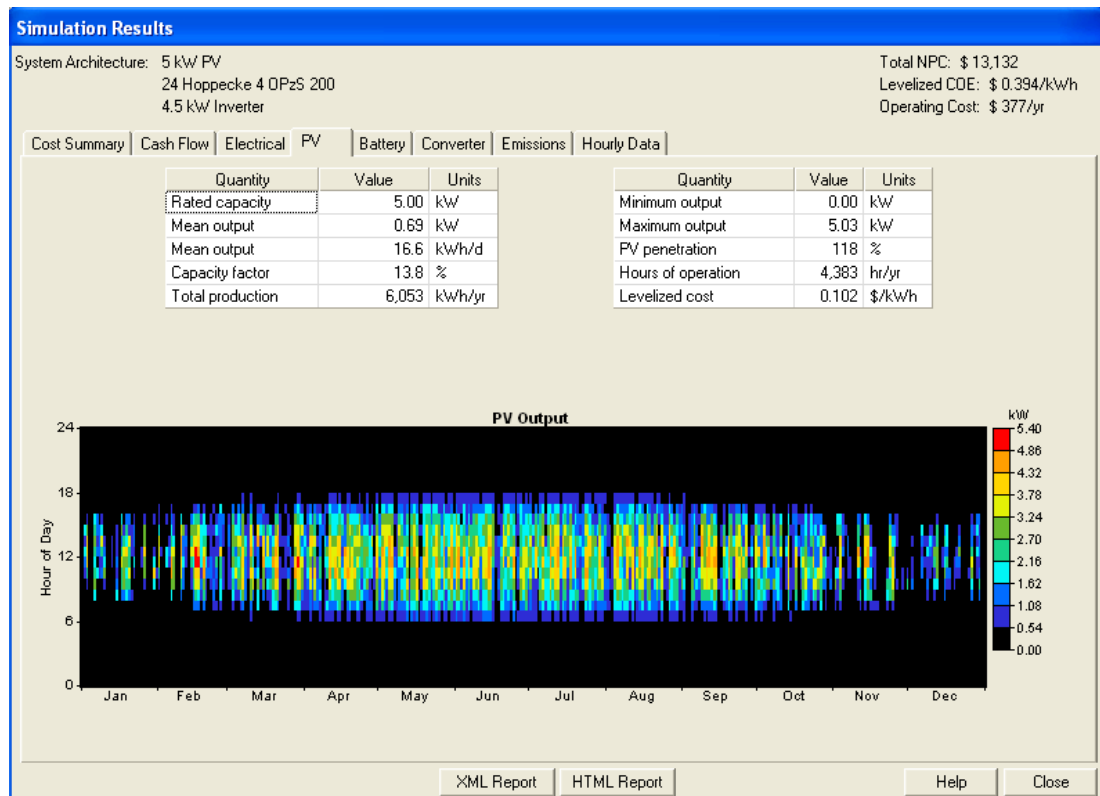 Simulation Results
System Architecture: 5 kW PV
24 Hoppecke 4 OPzS 200
4.5 kW Inverter
Total NPC: $ 13,132
Levelized COE: $ 0.394/kWh
Operating Cost: $ 377/yr
Cost Summary Cash Flow Electrical PV Battery Converter Emissions Hourly Data
Quantity Value Units
Rated capacity 5.00 kW
Mean output 0.69 kW
Mean output 16.6 kWh/d
Capacity factor 13.8 %
Total production 6,053 kWh/yr
Quantity Value Units
Minimum output 0.00 kW
Maximum output 5.03 kW
PV penetration 118 %
Hours of operation 4,383 hr/yr
Levelized cost 0.102 $/kWh
PV Output
Hour of Day
24
18
12
6
0
Jan Feb Mar Apr May Jun Jul Aug Sep Oct Nov Dec
kW
5.40
4.86
4.32
3.78
3.24
2.70
2.16
1.62
1.08
0.54
0.00
XML Report HTML Report Help Close